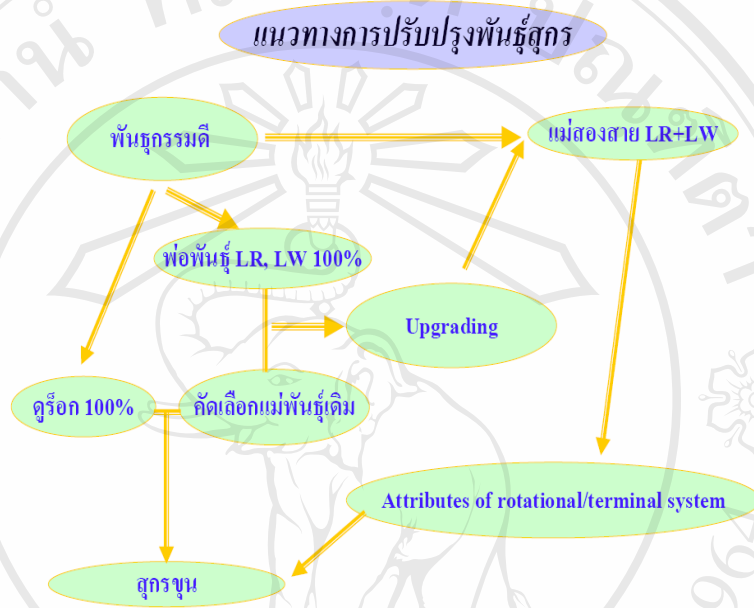 แนวทางการปรับปรุงพันธุ์สุกร
พันธุกรรมดี
แม่สองสาย LR+LW
พ่อพันธุ์ LR, LW 100%
Upgrading
ดูร็อก 100%
คัดเลือกแม่พันธุ์เดิม
Attributes of rotational/terminal system
สุกรขุน